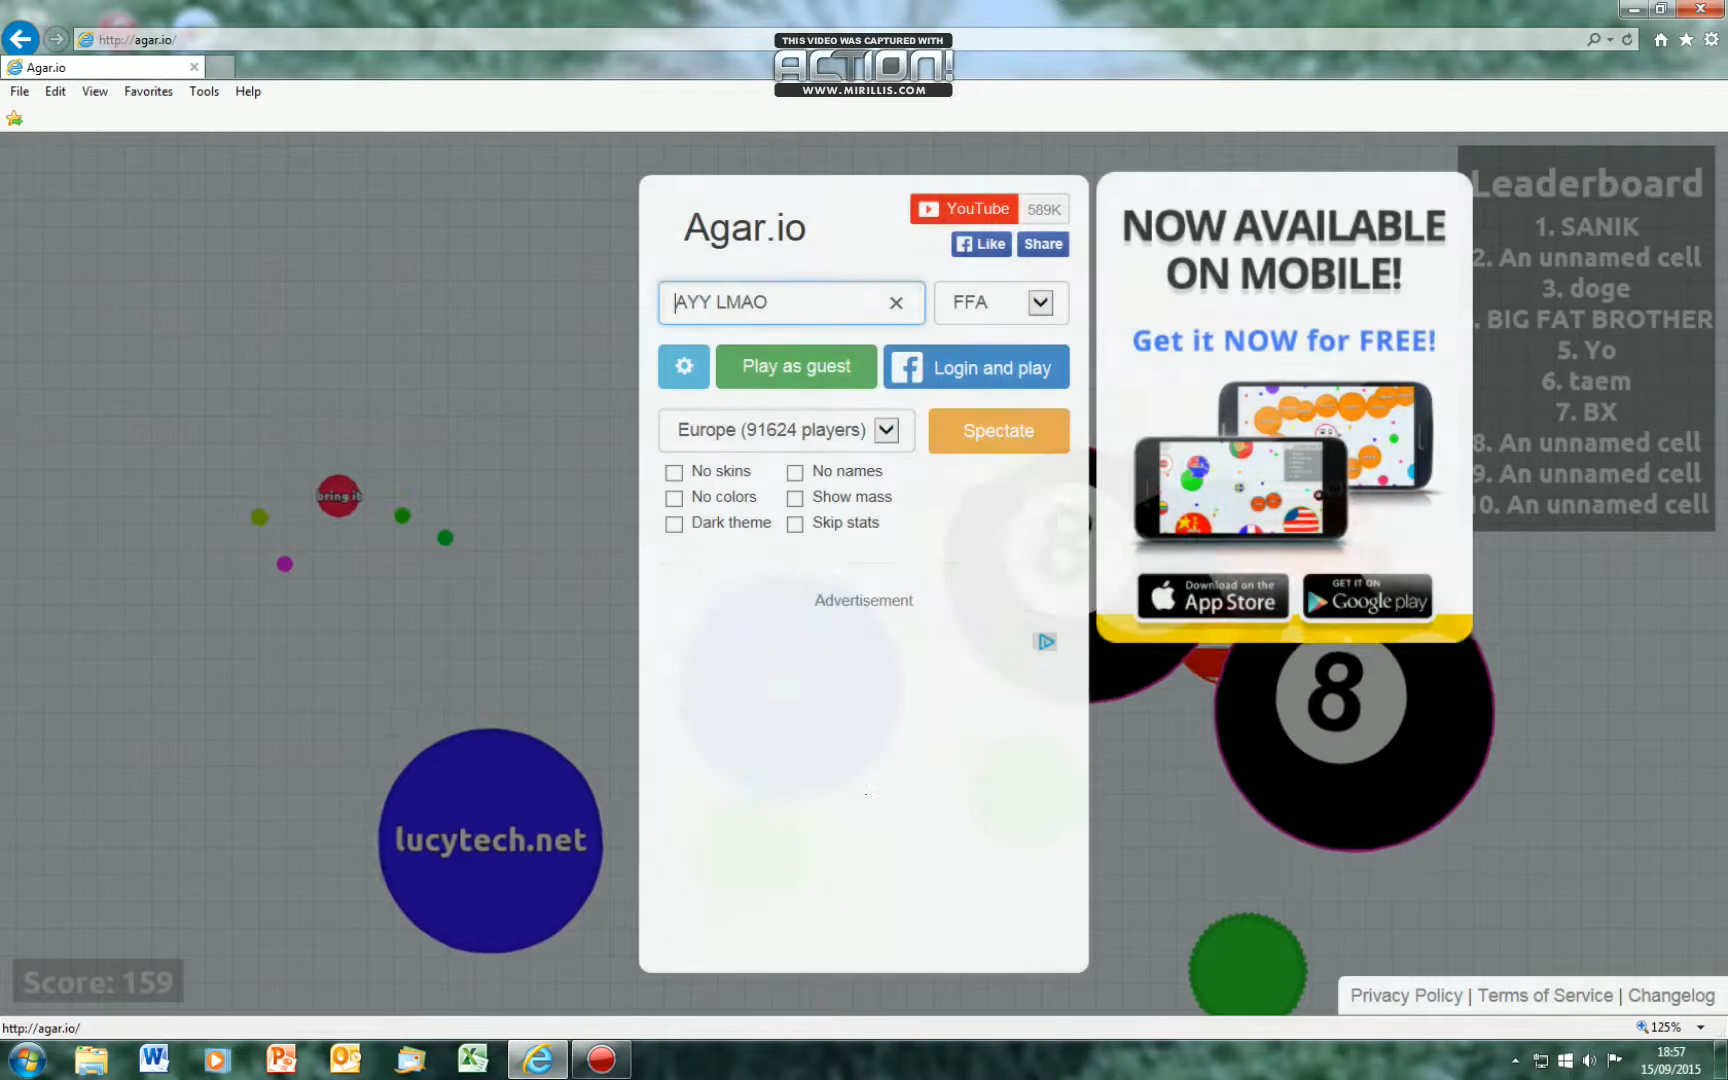 http://agar.io/
THIS VIDEO WAS CAPTURED WITH
ACTION!
WWW.MIRILLIS.COM
Agar.io
File Edit View Favorites Tools Help
Agar.io
YouTube 589K
Like Share
AYY LMAO
FFA
Play as guest
Login and play
Europe (91624 players)
Spectate
No skins No names
No colors Show mass
Dark theme Skip stats
Advertisement
NOW AVAILABLE
ON MOBILE!
Get it NOW for FREE!
Download on the
App Store
GET IT ON
Google play
Leaderboard
1. SANIK
2. An unnamed cell
3. doge
. BIG FAT BROTHER
5. Yo
6. taem
7. BX
8. An unnamed cell
9. An unnamed cell
10. An unnamed cell
bring it
lucytech.net
8
8
Score: 159
Privacy Policy | Terms of Service | Changelog
http://agar.io/
125%
18:57
15/09/2015